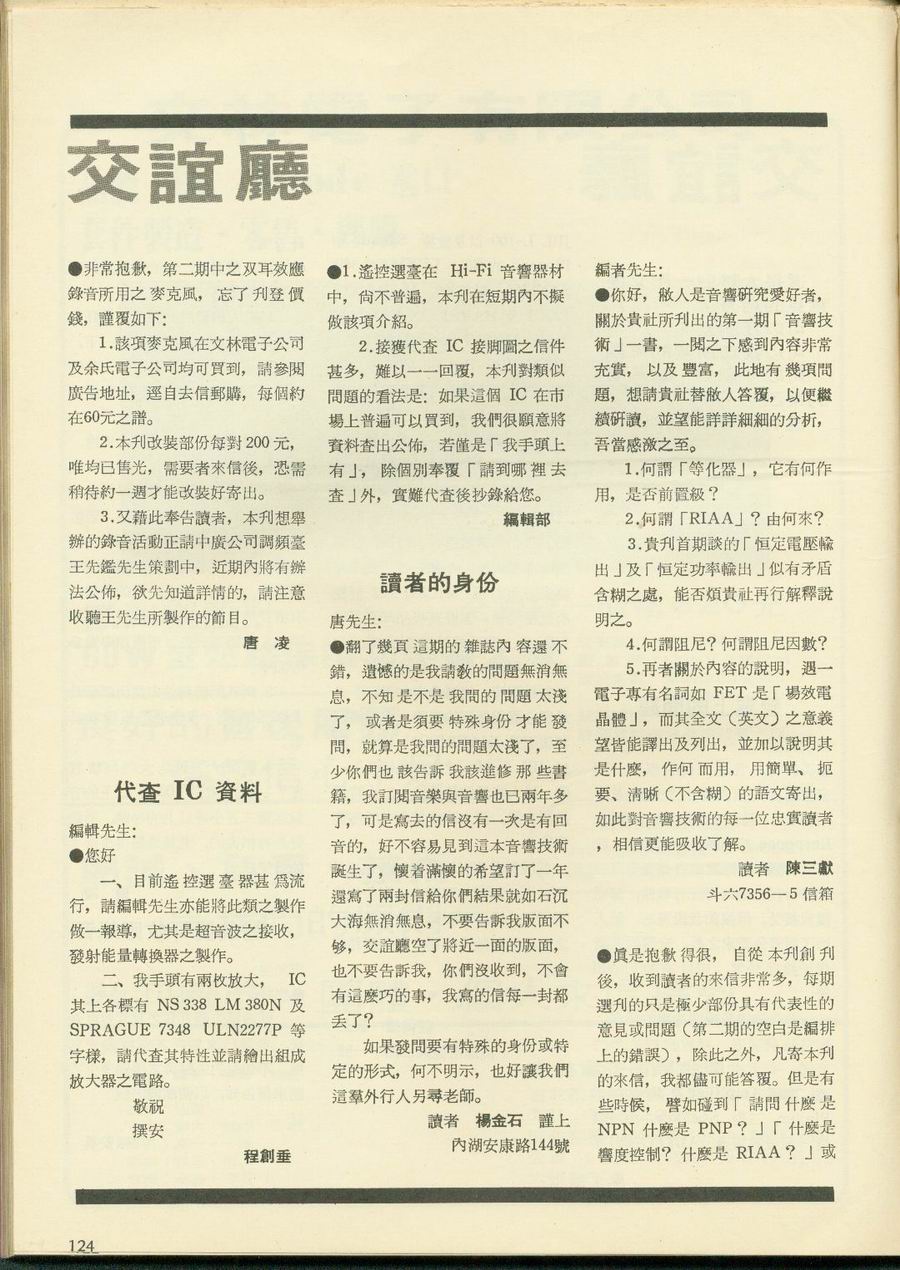 交誼廳
●非常抱歉，第二期中之双耳效應
錄音所用之麥克風，忘了刋登價
錢，謹覆如下：
1.該項麥克風在文林電子公司
及余氏電子公司均可買到，請參閱
廣告地址，逕自去信郵購，每個約
在60元之譜。
2.本刋改裝部份每對200元，
唯均已售光，需要者來信後，恐需
稍待約一週才能改裝好寄出。
3.又藉此奉告讀者，本刋想舉
辦的錄音活動正請中廣公司調頻臺
王先鑑先生策劃中，近期內將有辦
法公佈，欲先知道詳情的，請注意
收聽王先生所製作的節目。
唐　凌
代查 IC 資料
編輯先生：
●您好
一、目前遙控選臺器甚爲流
行，請編輯先生亦能將此類之製作
做一報導，尤其是超音波之接收，
發射能量轉換器之製作。
二、我手頭有兩枚放大，　IC
其上各標有 NS 338 LM 380N 及
SPRAGUE 7348 ULN2277P 等
字樣，請代查其特性並請繪出組成
放大器之電路。
敬祝
撰安
程創垂
●1.遙控選臺在 Hi-Fi 音響器材
中，尙不普遍，本刋在短期內不擬
做該項介紹。
2.接獲代查 IC 接脚圖之信件
甚多，難以一一回覆，本刋對類似
問題的看法是：如果這個 IC 在市
場上普遍可以買到，我們很願意將
資料查出公佈，若僅是「我手頭上
有」，除個別奉覆「請到哪裡去
查」外，實難代查後抄錄給您。
編輯部
讀者的身份
唐先生：
●翻了幾頁這期的雜誌內容還不
錯，遺憾的是我請敎的問題無消無
息，不知是不是我問的問題太淺
了，或者是須要特殊身份才能發
問，就算是我問的問題太淺了，至
少你們也該告訴我該進修那些書
籍，我訂閱音樂與音響也已兩年多
了，可是寫去的信沒有一次是有回
音的，好不容易見到這本音響技術
誕生了，懷着滿懷的希望訂了一年
還寫了兩封信給你們結果就如石沉
大海無消無息，不要告訴我版面不
够，交誼廳空了將近一面的版面，
也不要告訴我，你們沒收到，不會
有這麽巧的事，我寫的信每一封都
丢了？
如果發問要有特殊的身份或特
定的形式，何不明示，也好讓我們
這羣外行人另尋老師。
讀者　楊金石　謹上
內湖安康路144號
編者先生：
●你好，敝人是音響硏究愛好者，
關於貴社所刋出的第一期「音響技
術」一書，一閱之下感到內容非常
充實，以及豐富，此地有幾項問
題，想請貴社替敝人答覆，以便繼
續硏讀，並望能詳詳細細的分析，
吾當感激之至。
1.何謂「等化器」，它有何作
用，是否前置級？
2.何謂「RIAA」？由何來？
3.貴刋首期談的「恒定電壓輸
出」及「恒定功率輸出」似有矛盾
含糊之處，能否煩貴社再行解釋說
明之。
4.何謂阻尼？何謂阻尼因數？
5.再者關於內容的說明，遇一
電子專有名詞如 FET 是「場效電
晶體」，而其全文（英文）之意義
望皆能譯出及列出，並加以說明其
是什麽，作何而用，用簡單、扼
要、淸晰（不含糊）的語文寄出，
如此對音響技術的每一位忠實讀者
，相信更能吸收了解。
讀者　陳三獻
斗六7356—5信箱
●眞是抱歉得很，自從本刋創刋
後，收到讀者的來信非常多，每期
選刋的只是極少部份具有代表性的
意見或問題（第二期的空白是編排
上的錯誤），除此之外，凡寄本刋
的來信，我都儘可能答覆。但是有
些時候，譬如碰到「請問什麽是
NPN 什麽是 PNP？」「什麽是
響度控制？什麽是 RIAA？」或
124